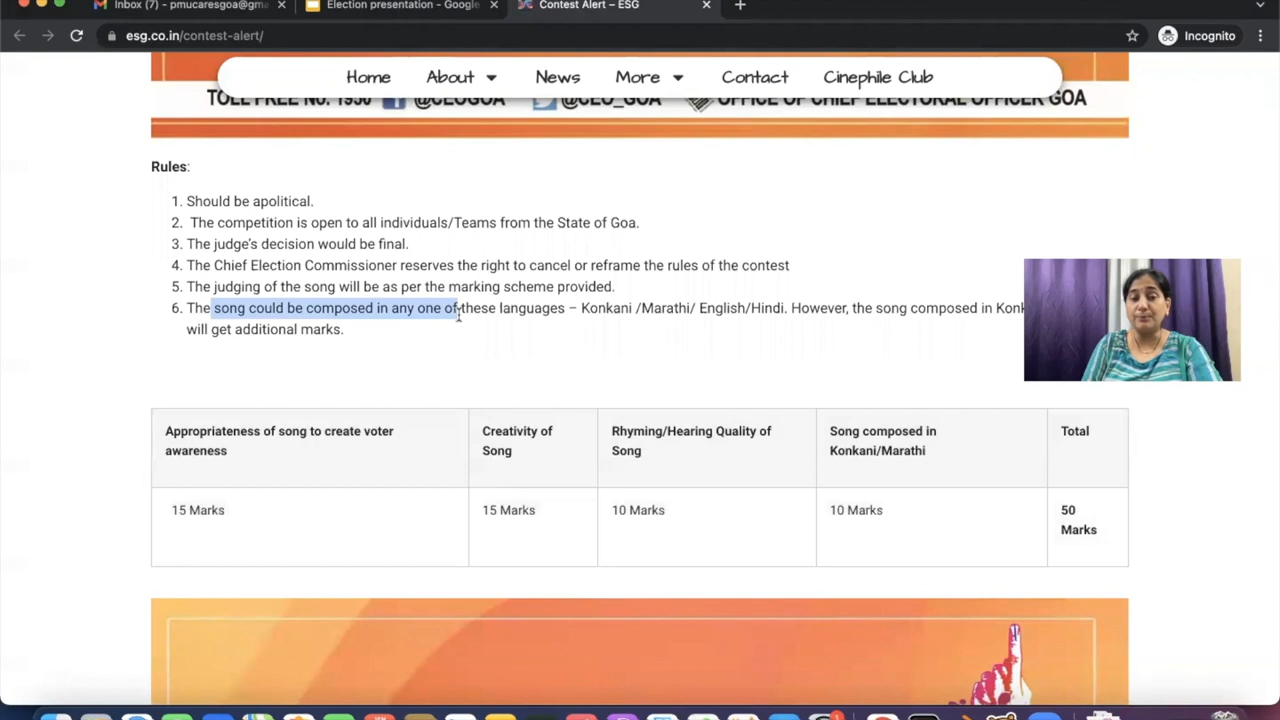 Inbox (7) - pmucaresgoa@gma
Election presentation - Google
Contest Alert – ESG
esg.co.in/contest-alert/
Incognito
Home
About
News
More
Contact
Cinephile Club
TOLL FREE No. 1950
@CEOGOA
@CEO_GOA
OFFICE OF CHIEF ELECTORAL OFFICER GOA
Rules:
1. Should be apolitical.
2. The competition is open to all individuals/Teams from the State of Goa.
3. The judge's decision would be final.
4. The Chief Election Commissioner reserves the right to cancel or reframe the rules of the contest
5. The judging of the song will be as per the marking scheme provided.
6. The song could be composed in any one of these languages – Konkani /Marathi/ English/Hindi. However, the song composed in Konk
will get additional marks.
Appropriateness of song to create voter
awareness
Creativity of
Song
Rhyming/Hearing Quality of
Song
Song composed in
Konkani/Marathi
Total
15 Marks
15 Marks
10 Marks
10 Marks
50
Marks